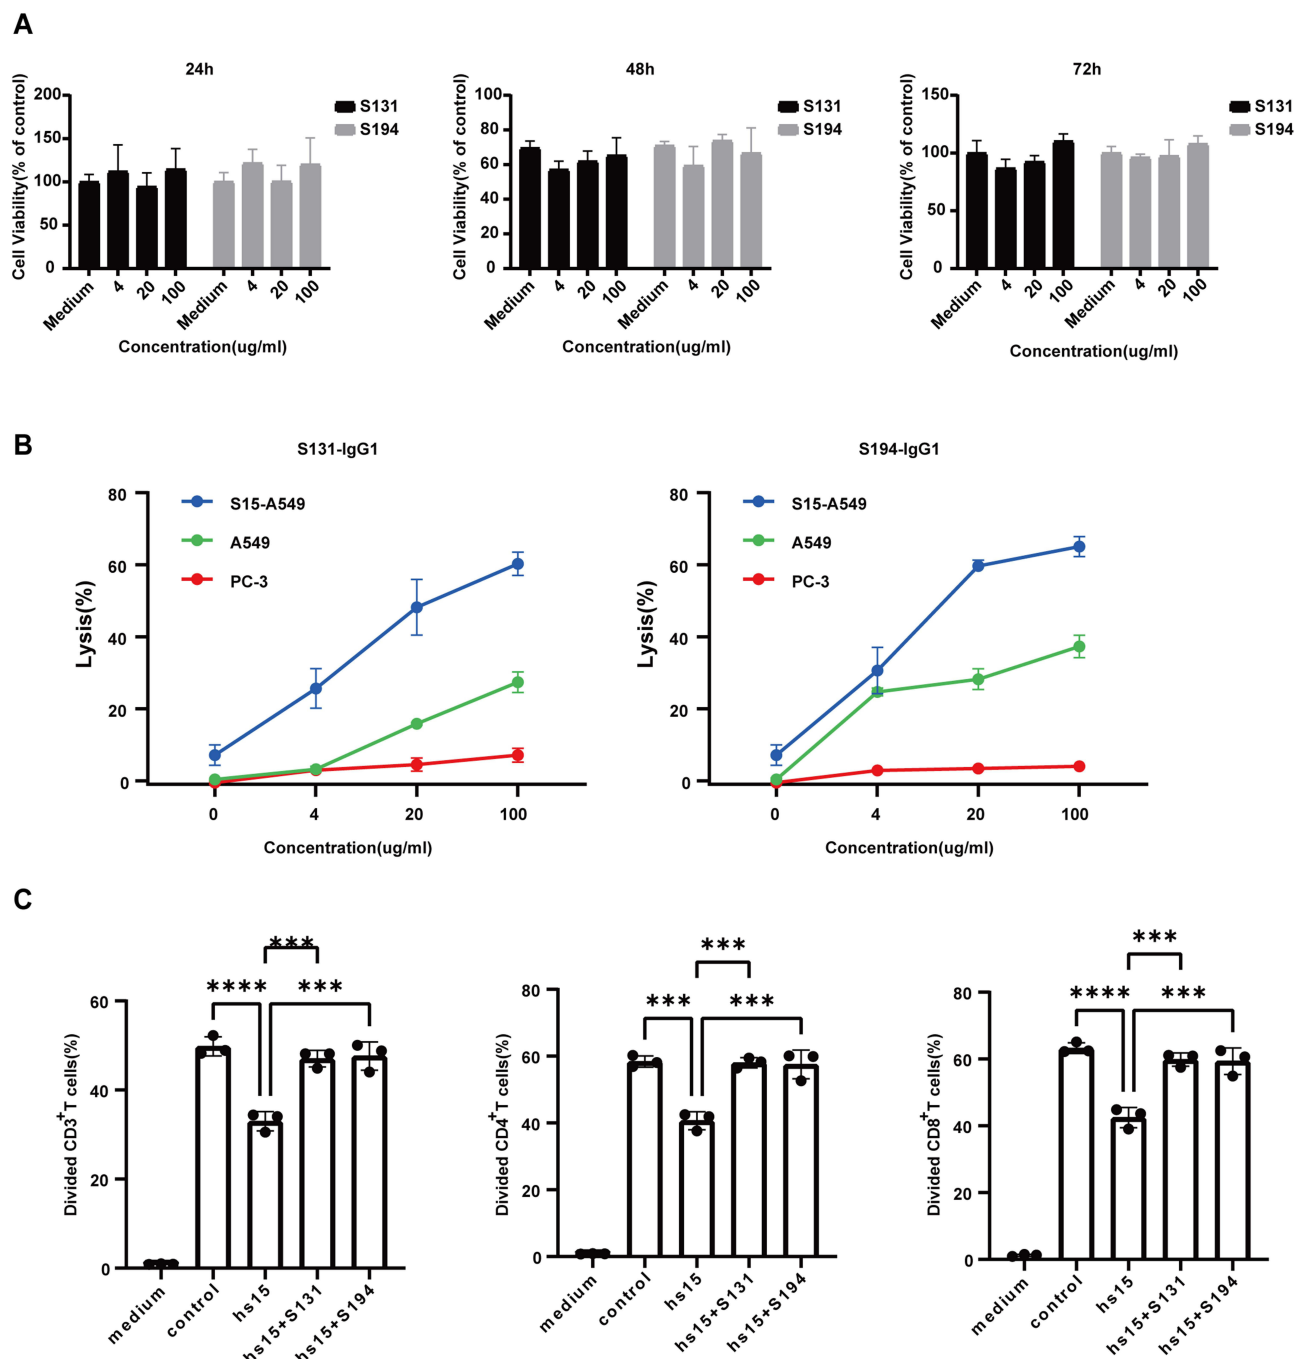 A
24h
Cell Viability(% of control)
200
150
100
50
0
S131
S194
Medium
4
20
100
Medium
4
20
100
Concentration(ug/ml)
48h
Cell Viability(% of control)
100
80
60
40
20
0
S131
S194
Medium
4
20
100
Medium
4
20
100
Concentration(ug/ml)
72h
Cell Viability(% of control)
150
100
50
0
S131
S194
Medium
4
20
100
Medium
4
20
100
Concentration(ug/ml)
B
S131-IgG1
Lysis(%)
80
60
40
20
0
S15-A549
A549
PC-3
0
4
20
100
Concentration(ug/ml)
S194-IgG1
Lysis(%)
80
60
40
20
0
S15-A549
A549
PC-3
0
4
20
100
Concentration(ug/ml)
C
Divided CD3+T cells(%)
60
40
20
0
***
****
***
medium
control
hs15
hs15+S131
hs15+S194
Divided CD4+T cells(%)
80
60
40
20
0
***
***
***
medium
control
hs15
hs15+S131
hs15+S194
Divided CD8+T cells(%)
80
60
40
20
0
***
****
***
medium
control
hs15
hs15+S131
hs15+S194